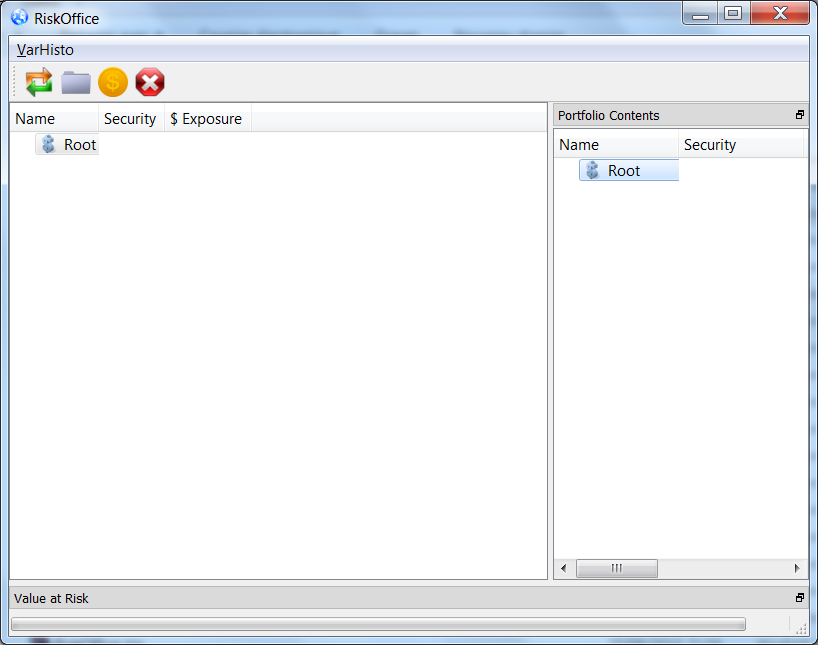 RiskOffice
VarHisto
$
Name Security $ Exposure
Root
Portfolio Contents
Name Security
Root
Value at Risk